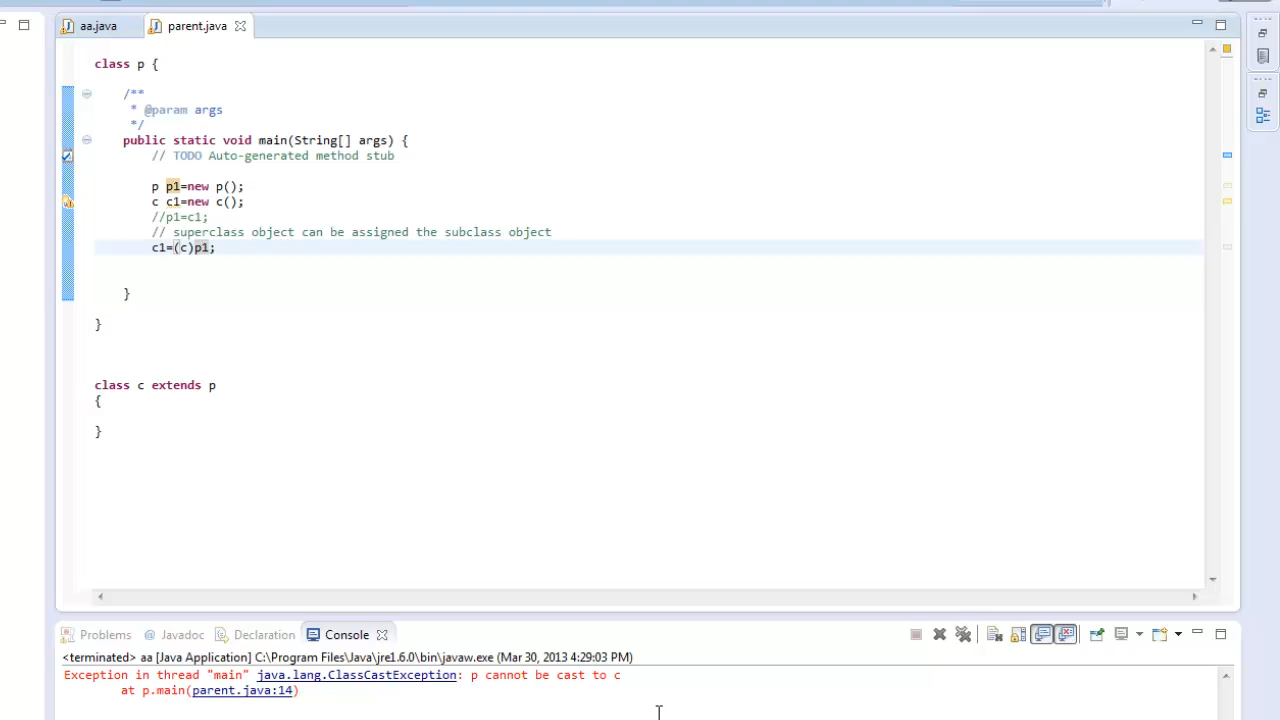 aa.java parent.java
class p {
/**
* @param args
*/
public static void main(String[] args) {
// TODO Auto-generated method stub
p p1=new p();
c c1=new c();
//p1=c1;
// superclass object can be assigned the subclass object
c1=(c)p1;
}
}
class c extends p
{
}
Problems @ Javadoc Declaration Console
<terminated> aa [Java Application] C:\Program Files\Java\jre1.6.0\bin\javaw.exe (Mar 30, 2013 4:29:03 PM)
Exception in thread "main" java.lang.ClassCastException: p cannot be cast to c
at p.main(parent.java:14)